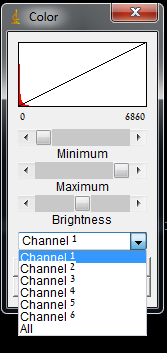 Color
0 6860
Minimum
Maximum
Brightness
Channel 1
Channel 1
Channel 2
Channel 3
Channel 4
Channel 5
Channel 6
All